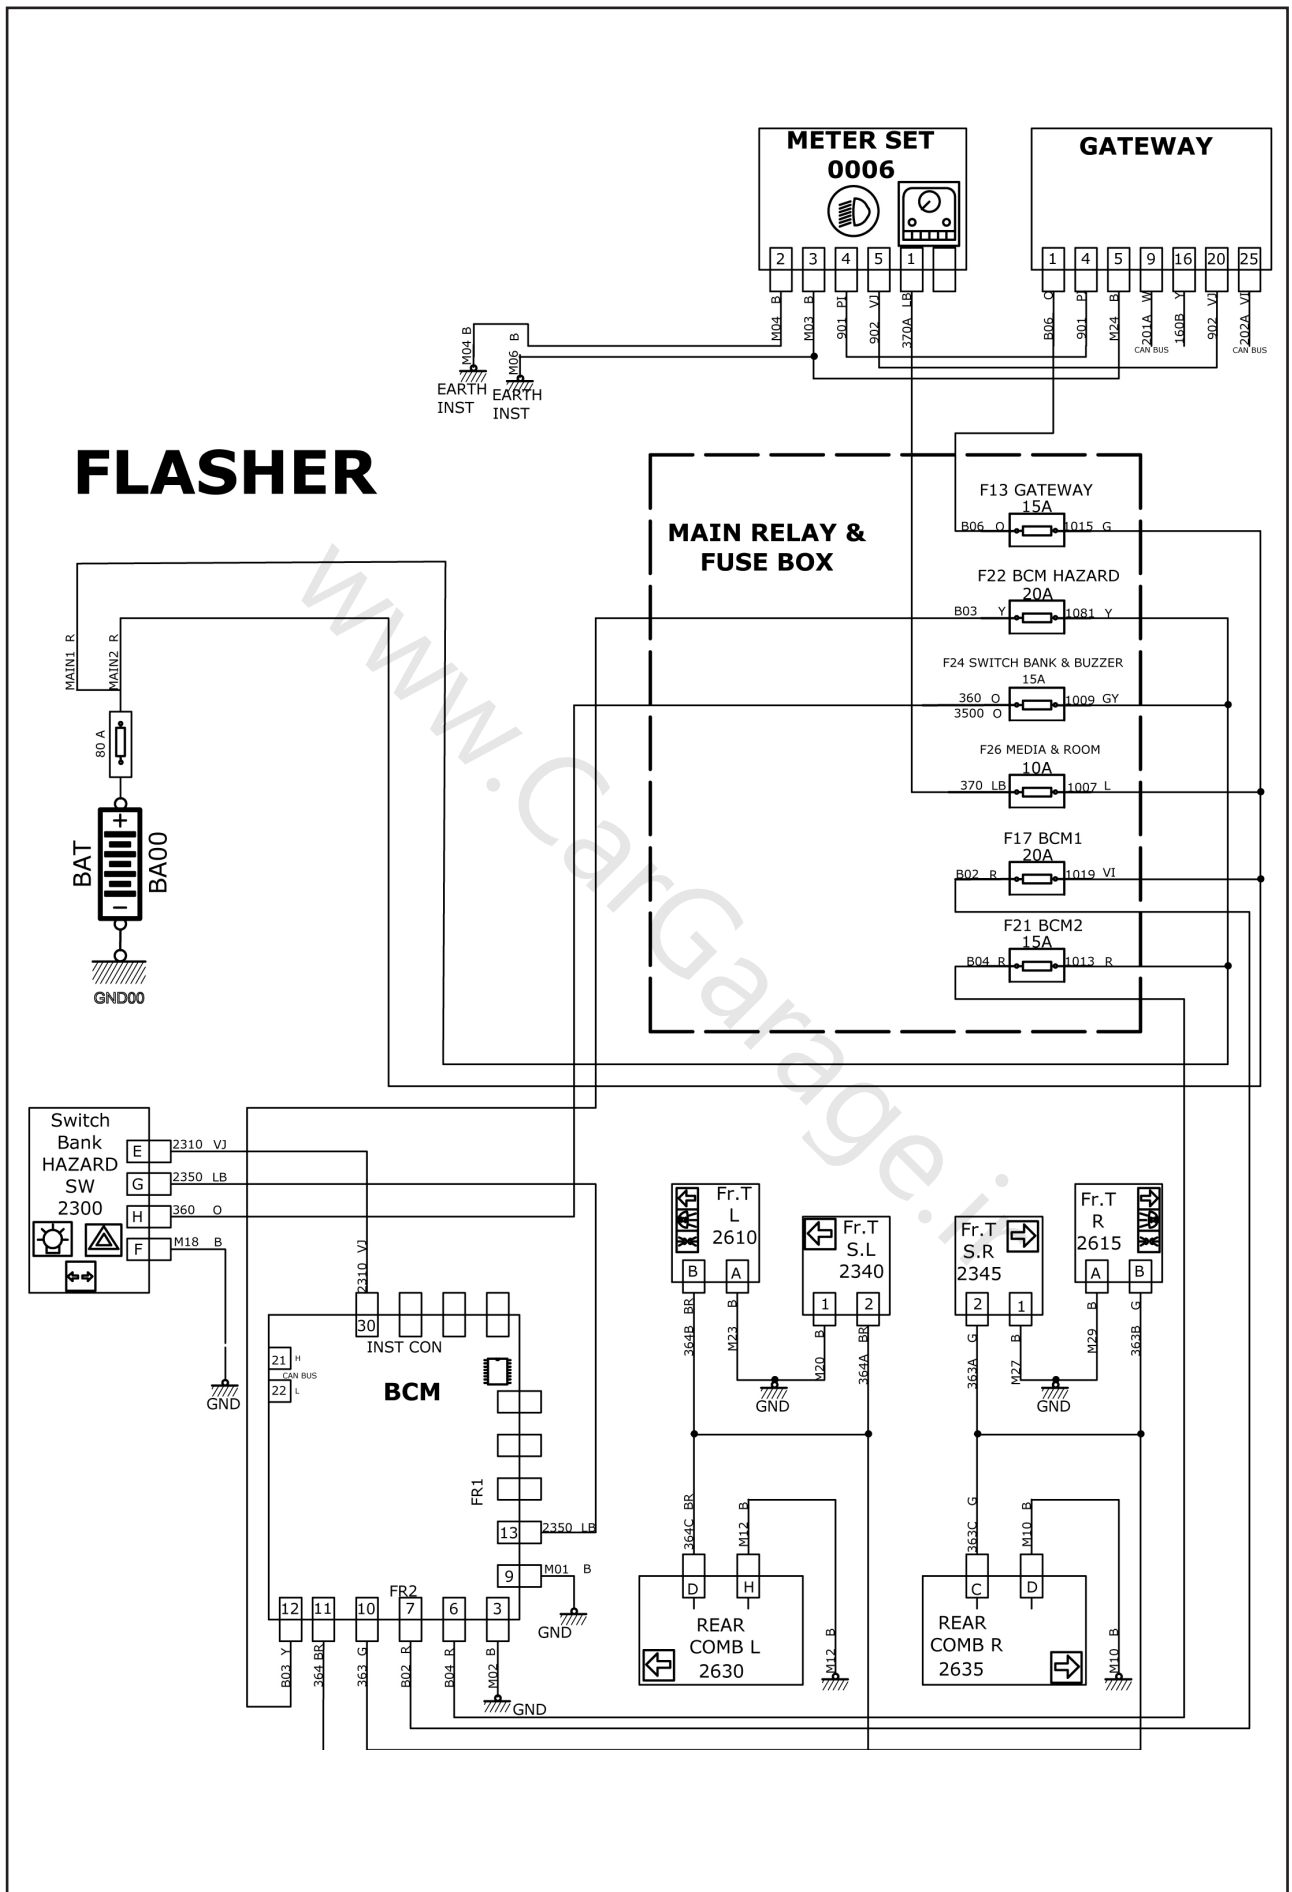 METER SET
0006
GATEWAY
2 3 4 5 1
1 4 5 9 16 20 25
M04 B
M03 B
901 PI
902 VJ
370A LB
B06 O
901 PJ
M24 B
201A W
CAN BUS
160B Y
902 VJ
202A VI
CAN BUS
M04 B
M06 B
EARTH
INST
EARTH
INST
FLASHER
MAIN RELAY &
FUSE BOX
F13 GATEWAY
15A
B06 O 1015 G
F22 BCM HAZARD
20A
B03 Y 1081 Y
F24 SWITCH BANK & BUZZER
15A
360 O 1009 GY
3500 O
F26 MEDIA & ROOM
10A
370 LB 1007 L
F17 BCM1
20A
B02 R 1019 VI
F21 BCM2
15A
B04 R 1013 R
MAIN1 R
MAIN2 R
80 A
BAT
BA00
+
−
GND00
www.CarGarage.ir
Switch
Bank
HAZARD
SW
2300
E 2310 VJ
G 2350 LB
H 360 O
F M18 B
GND
2310 VJ
30
INST CON
21 H
CAN BUS
22 L
BCM
FR1
13 2350 LB
9 M01 B
GND
FR2
12 11 10 7 6 3
B03 Y
364 BR
363 G
B02 R
B04 R
M02 B
GND
Fr.T
L
2610
B A
364B BR
M23 B
Fr.T
S.L
2340
1 2
M20 B
364A BR
GND
Fr.T
S.R
2345
2 1
363A G
M27 B
Fr.T
R
2615
A B
M29 B
363B G
GND
364C BR
M12 B
D H
REAR
COMB L
2630
M12 B
363C G
M10 B
C D
REAR
COMB R
2635
M10 B